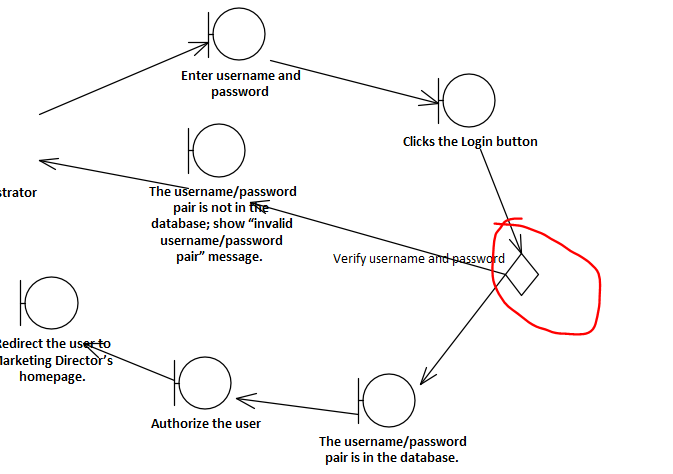 Enter username and
password
Clicks the Login button
strator
The username/password
pair is not in the
database; show “invalid
username/password
pair” message.
Verify username and password
Redirect the user to
Marketing Director’s
homepage.
Authorize the user
The username/password
pair is in the database.